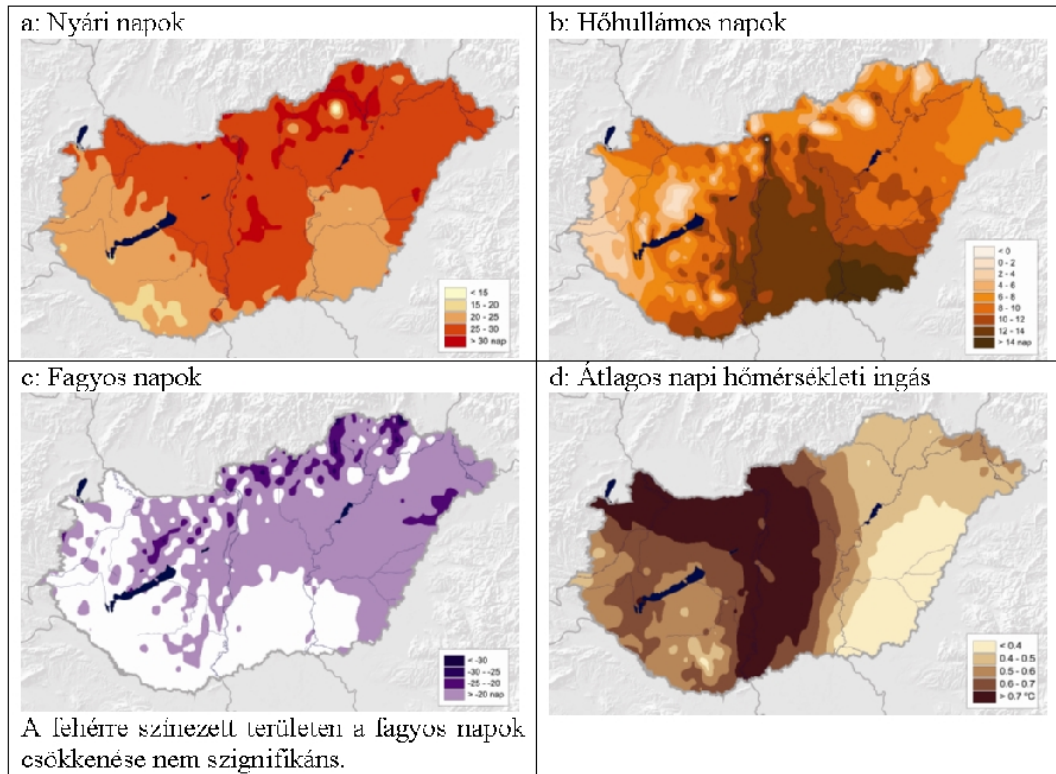 a: Nyári napok
< 15
15 - 20
20 - 25
25 - 30
> 30 nap
b: Hőhullámos napok
< 0
0 - 2
2 - 4
4 - 6
6 - 8
8 - 10
10 - 12
12 - 14
> 14 nap
c: Fagyos napok
< -30
-30 - -25
-25 - -20
> -20 nap
A fehérre színezett területen a fagyos napok
csökkenése nem szignifikáns.
d: Átlagos napi hőmérsékleti ingás
< 0.4
0.4 - 0.5
0.5 - 0.6
0.6 - 0.7
> 0.7 °C